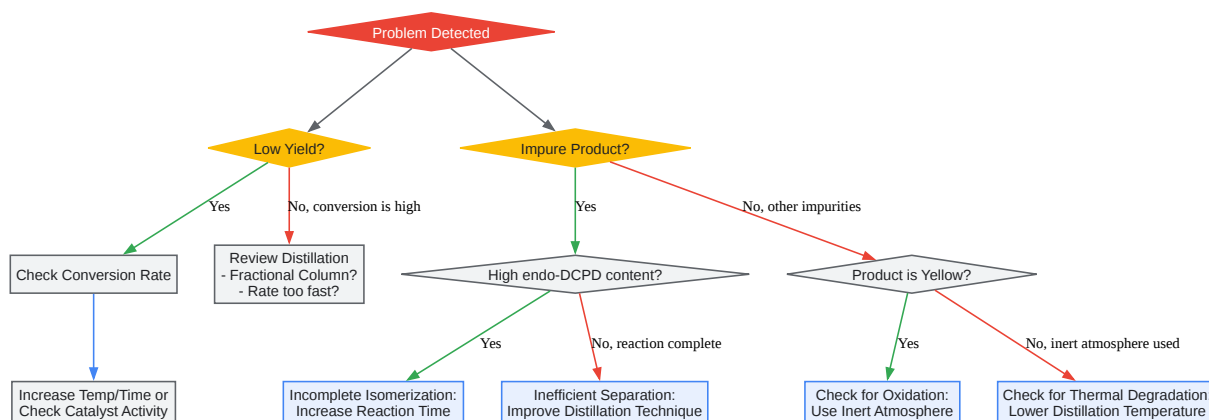 Problem Detected
Low Yield?
Impure Product?
Yes
No, conversion is high
Yes
No, other impurities
Check Conversion Rate
Review Distillation
- Fractional Column?
- Rate too fast?
High endo-DCPD content?
Product is Yellow?
Yes
No, reaction complete
Yes
No, inert atmosphere used
Increase Temp/Time or
Check Catalyst Activity
Incomplete Isomerization:
Increase Reaction Time
Inefficient Separation:
Improve Distillation Technique
Check for Oxidation:
Use Inert Atmosphere
Check for Thermal Degradation:
Lower Distillation Temperature